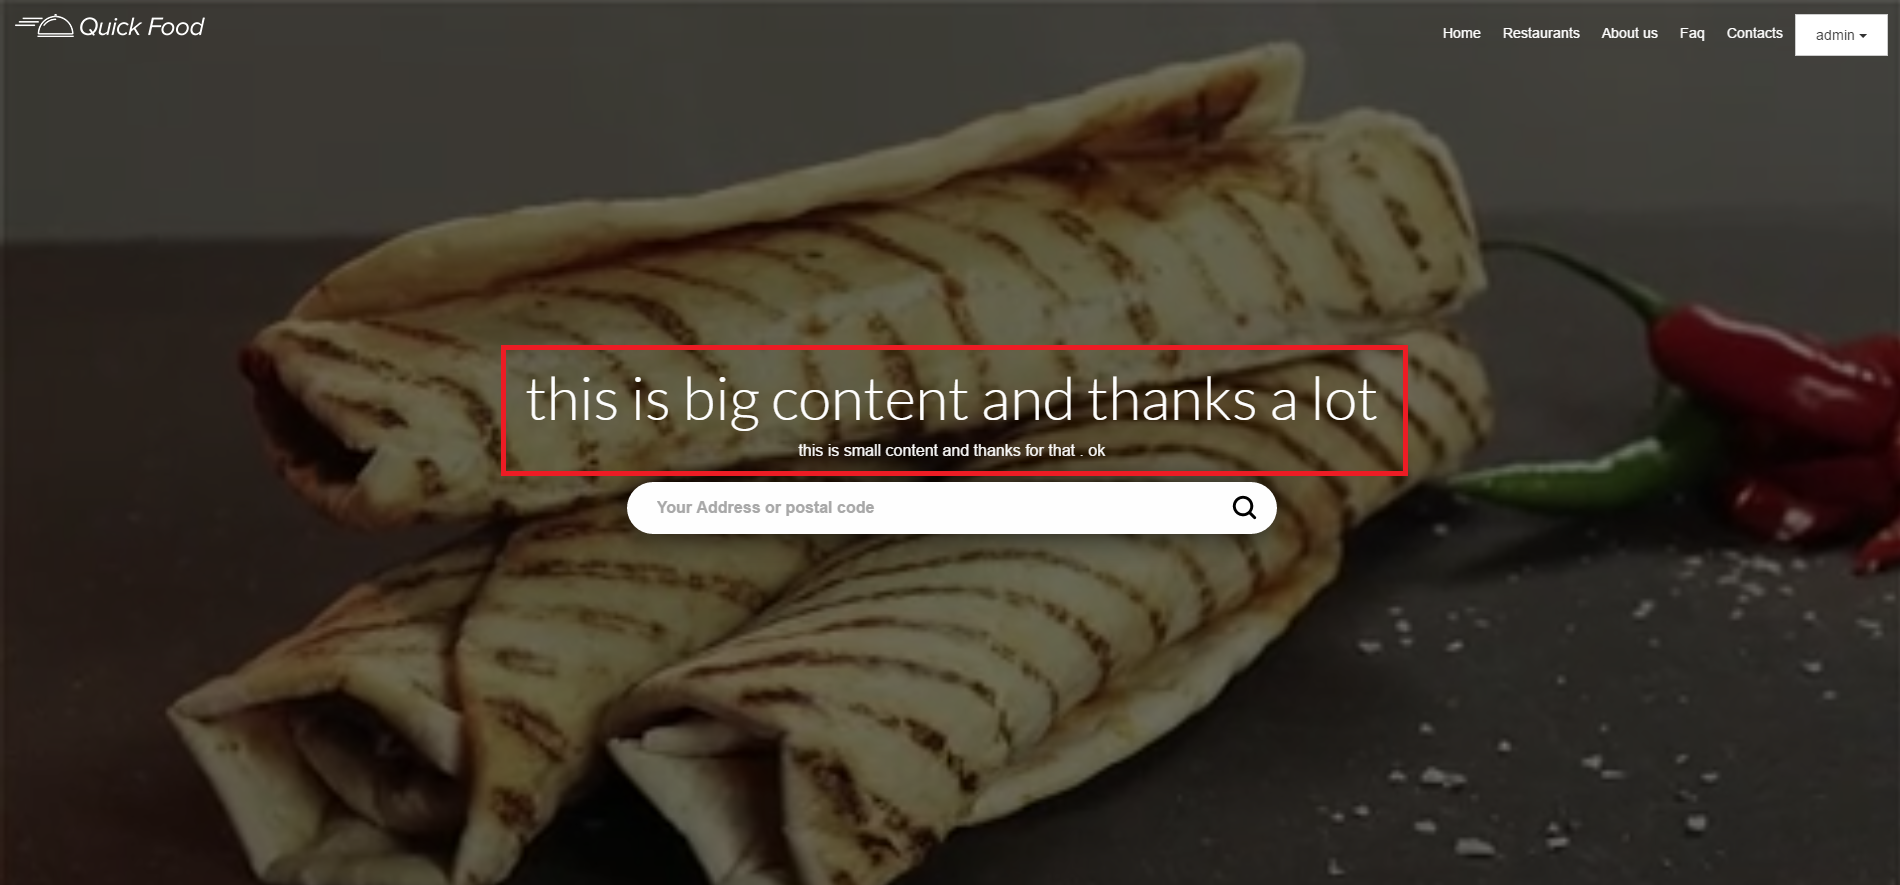 Quick Food
Home Restaurants About us Faq Contacts admin
this is big content and thanks a lot
this is small content and thanks for that . ok
Your Address or postal code